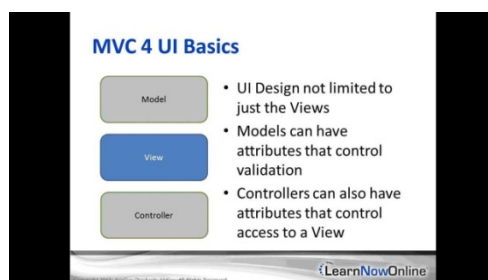 MVC 4 UI Basics
Model
View
Controller
• UI Design not limited to
just the Views
• Models can have
attributes that control
validation
• Controllers can also have
attributes that control
access to a View
LearnNowOnline